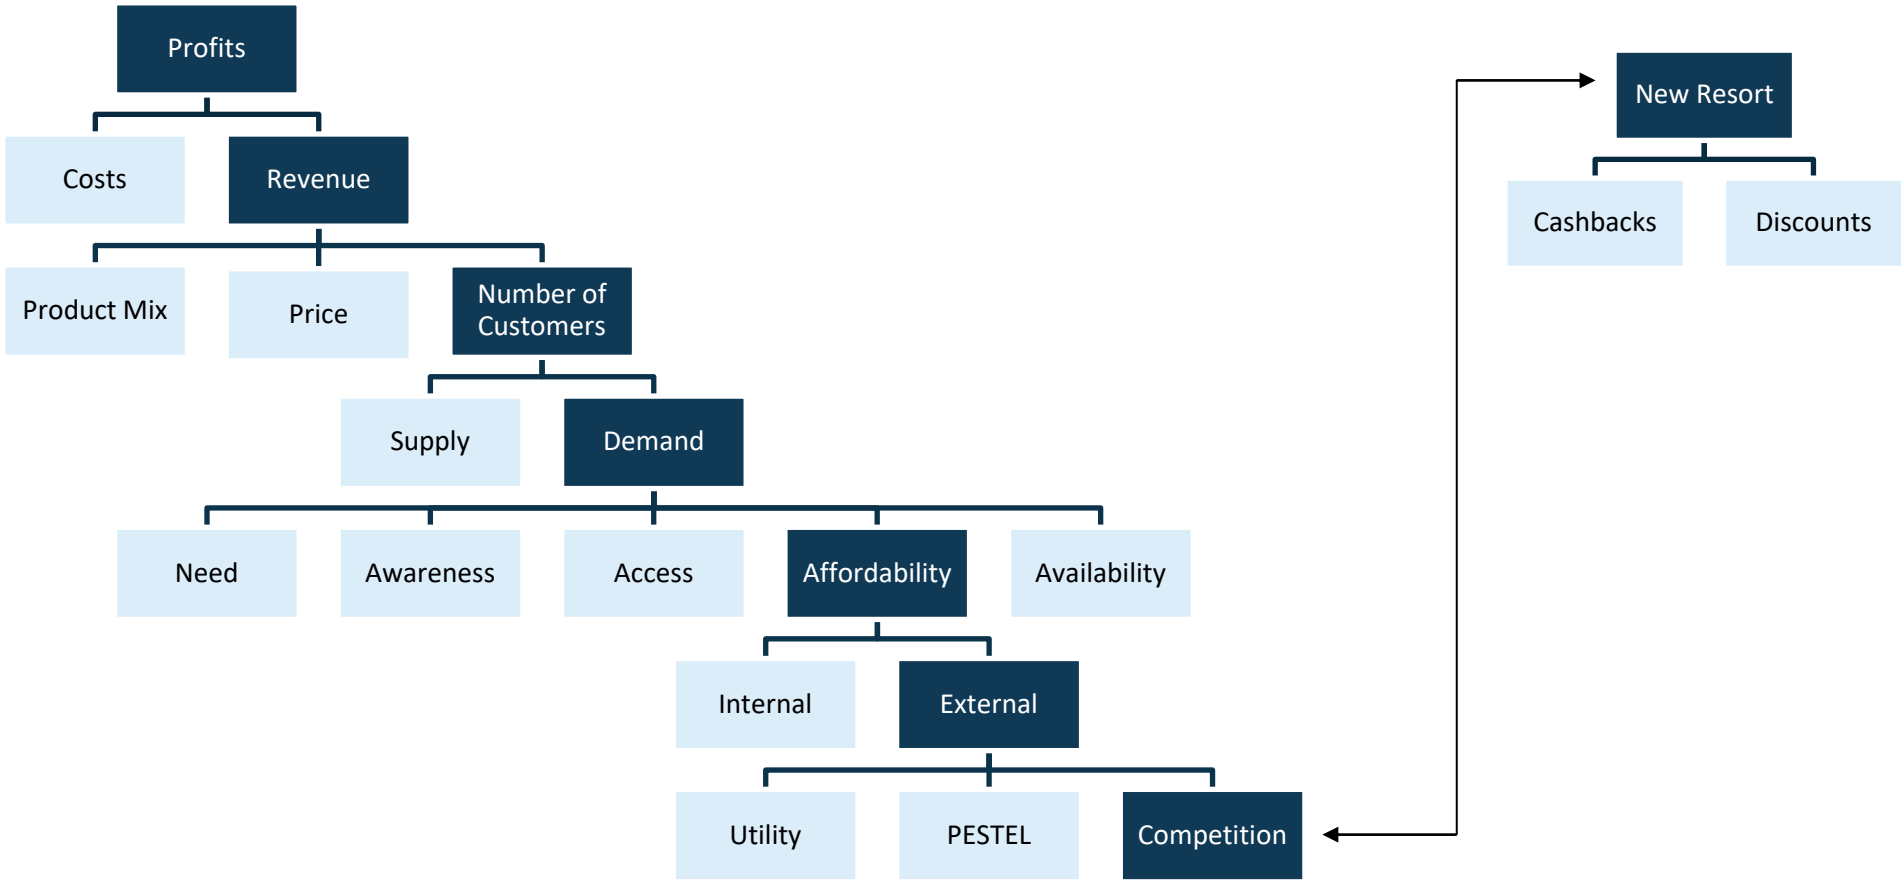 Profits
New Resort
Costs
Revenue
Cashbacks
Discounts
Product Mix
Price
Number of
Customers
Supply
Demand
Need
Awareness
Access
Affordability
Availability
Internal
External
Utility
PESTEL
Competition